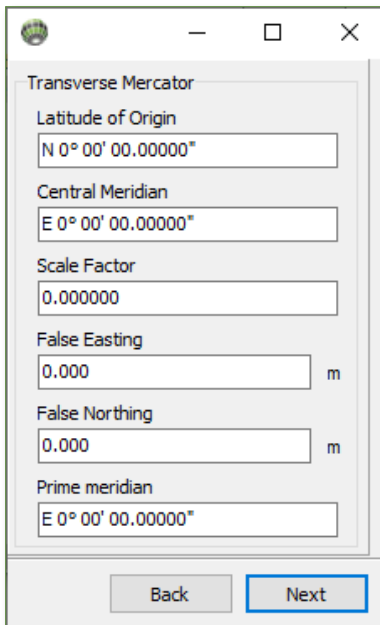 Transverse Mercator
Latitude of Origin
N 0° 00' 00.00000"
Central Meridian
E 0° 00' 00.00000"
Scale Factor
0.000000
False Easting
0.000 m
False Northing
0.000 m
Prime meridian
E 0° 00' 00.00000"
Back Next